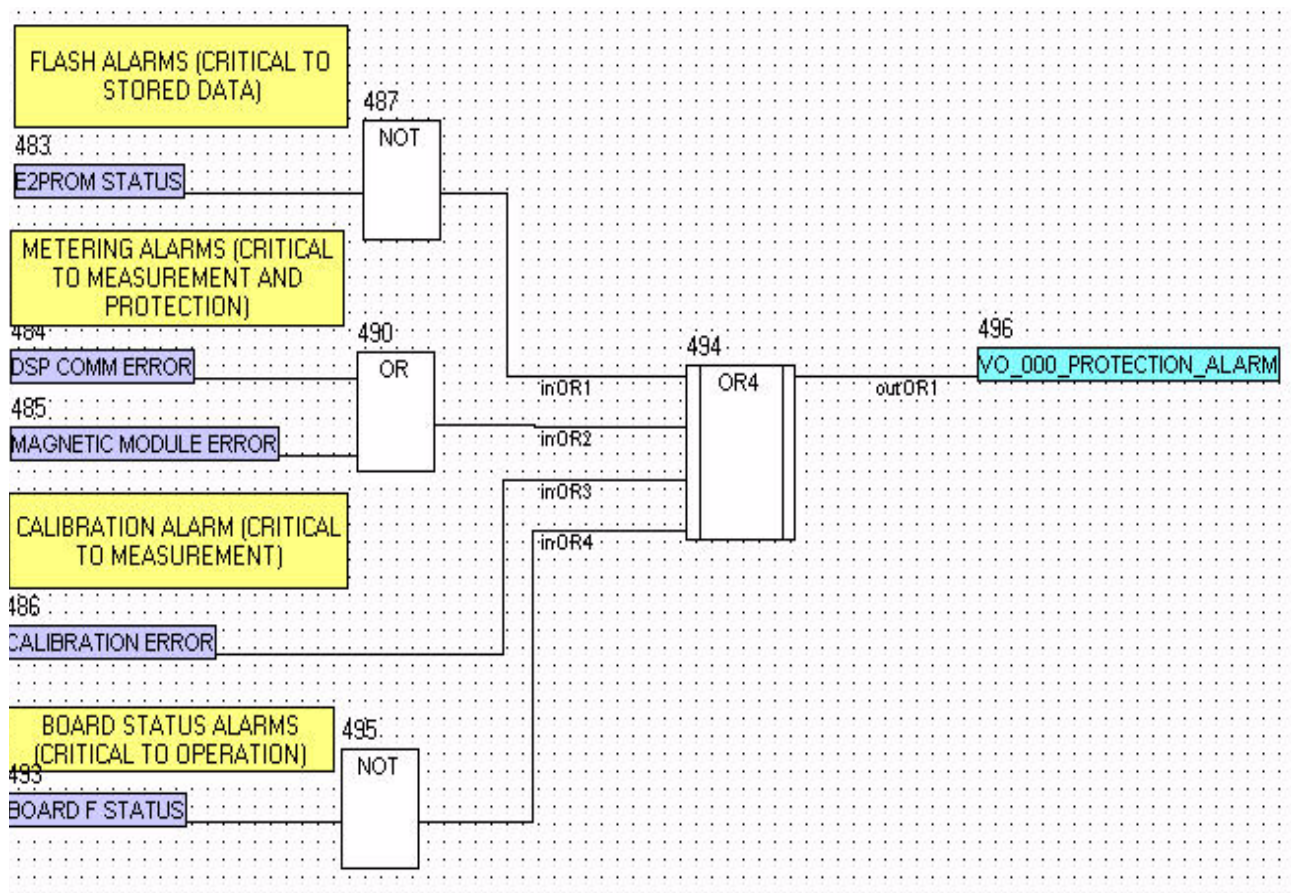 FLASH ALARMS (CRITICAL TO
STORED DATA)
487
NOT
483
E2PROM STATUS
METERING ALARMS (CRITICAL
TO MEASUREMENT AND
PROTECTION)
484
490
OR
DSP COMM ERROR
485
MAGNETIC MODULE ERROR
494
OR4
inOR1
inOR2
inOR3
inOR4
outOR1
496
VO_000_PROTECTION_ALARM
CALIBRATION ALARM (CRITICAL
TO MEASUREMENT)
486
CALIBRATION ERROR
BOARD STATUS ALARMS
(CRITICAL TO OPERATION)
495
NOT
493
BOARD F STATUS